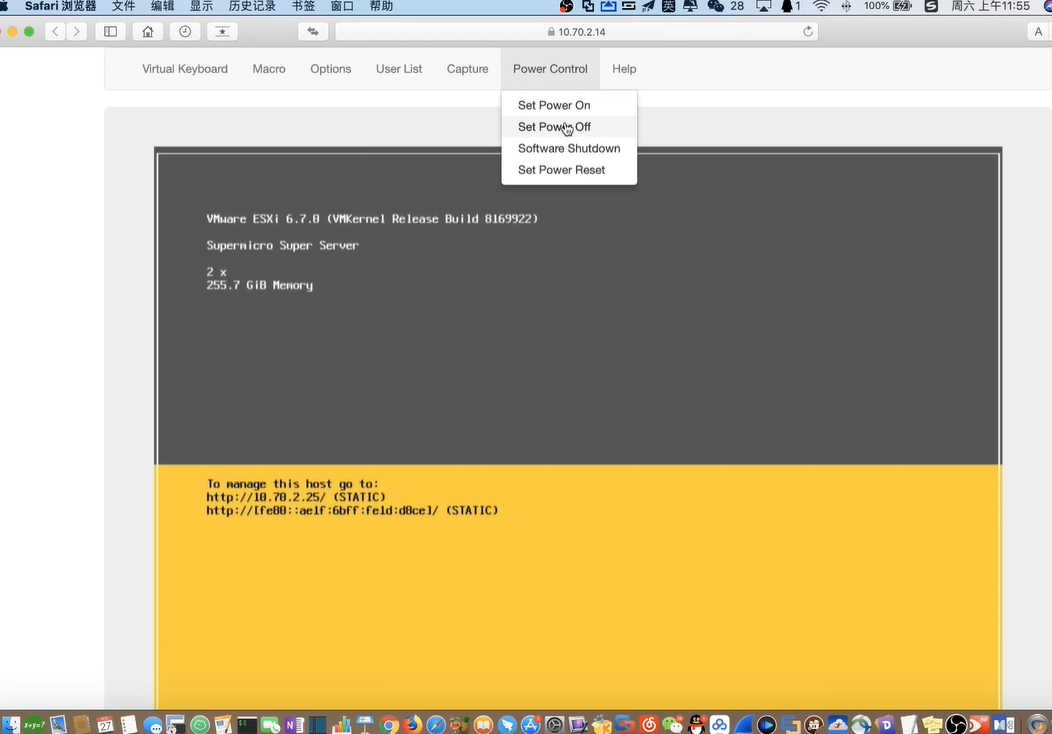 Safari 浏览器 文件 编辑 显示 历史记录 书签 窗口 帮助 英 28 1 100% 周六 上午11:55
10.70.2.14 A
Virtual Keyboard Macro Options User List Capture Power Control Help
Set Power On
Set Power Off
Software Shutdown
Set Power Reset
VMware ESXi 6.7.0 (VMKernel Release Build 8169922)
Supermicro Super Server
2 x
255.7 GiB Memory
To manage this host go to:
http://10.70.2.25/ (STATIC)
http://[fe80::ae1f:6bff:fe1d:d8ce]/ (STATIC)